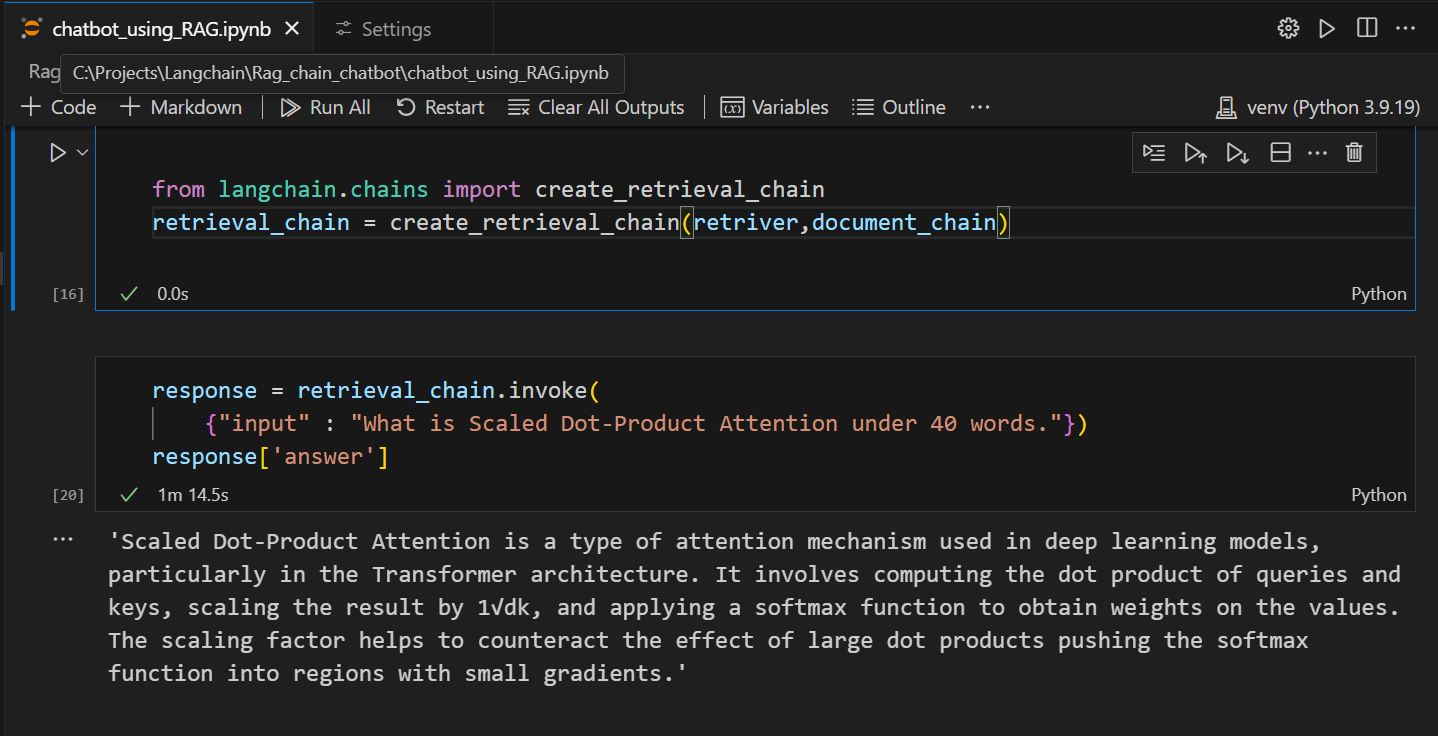 chatbot_using_RAG.ipynb
Settings
Rag
C:\Projects\Langchain\Rag_chain_chatbot\chatbot_using_RAG.ipynb
Code
Markdown
Run All
Restart
Clear All Outputs
Variables
Outline
...
venv (Python 3.9.19)
from langchain.chains import create_retrieval_chain
retrieval_chain = create_retrieval_chain(retriver,document_chain)
[16]
0.0s
Python
response = retrieval_chain.invoke(
{"input" : "What is Scaled Dot-Product Attention under 40 words."})
response['answer']
[20]
1m 14.5s
Python
...
'Scaled Dot-Product Attention is a type of attention mechanism used in deep learning models,
particularly in the Transformer architecture. It involves computing the dot product of queries and
keys, scaling the result by 1√dk, and applying a softmax function to obtain weights on the values.
The scaling factor helps to counteract the effect of large dot products pushing the softmax
function into regions with small gradients.'